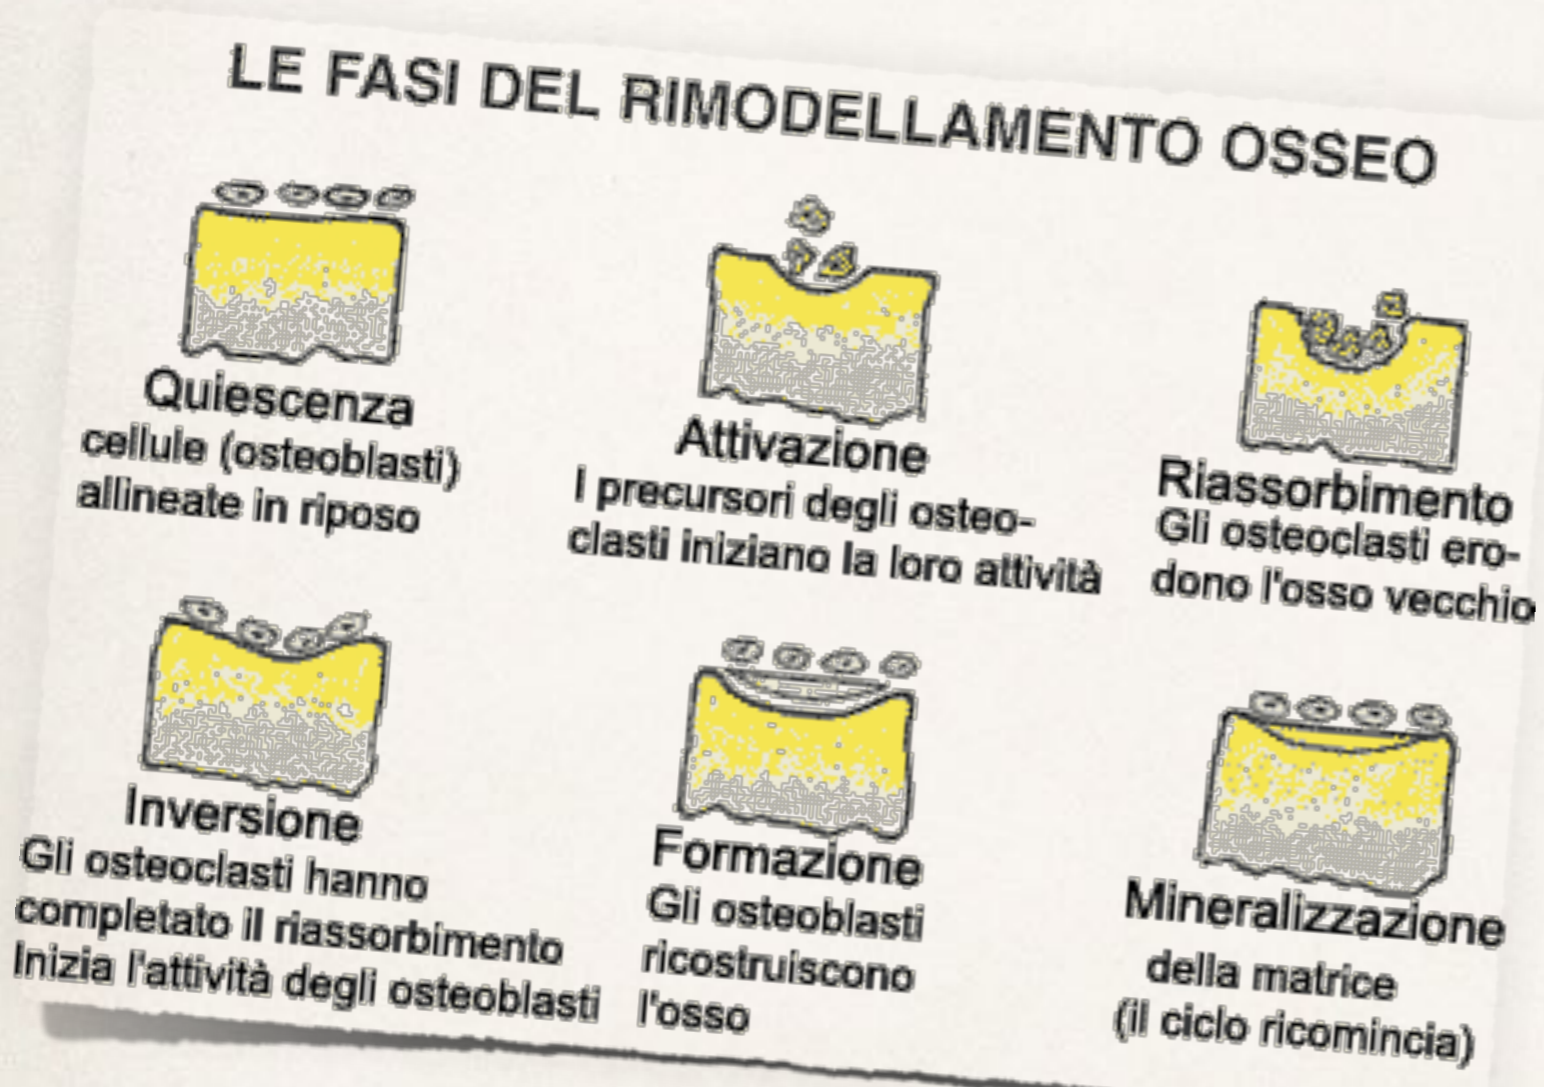 LE FASI DEL RIMODELLAMENTO OSSEO
Quiescenza
cellule (osteoblasti)
allineate in riposo
Attivazione
I precursori degli osteo-
clasti iniziano la loro attività
Riassorbimento
Gli osteoclasti ero-
dono l'osso vecchio
Inversione
Gli osteoclasti hanno
completato il riassorbimento
Inizia l'attività degli osteoblasti
Formazione
Gli osteoblasti
ricostruiscono
l'osso
Mineralizzazione
della matrice
(il ciclo ricomincia)